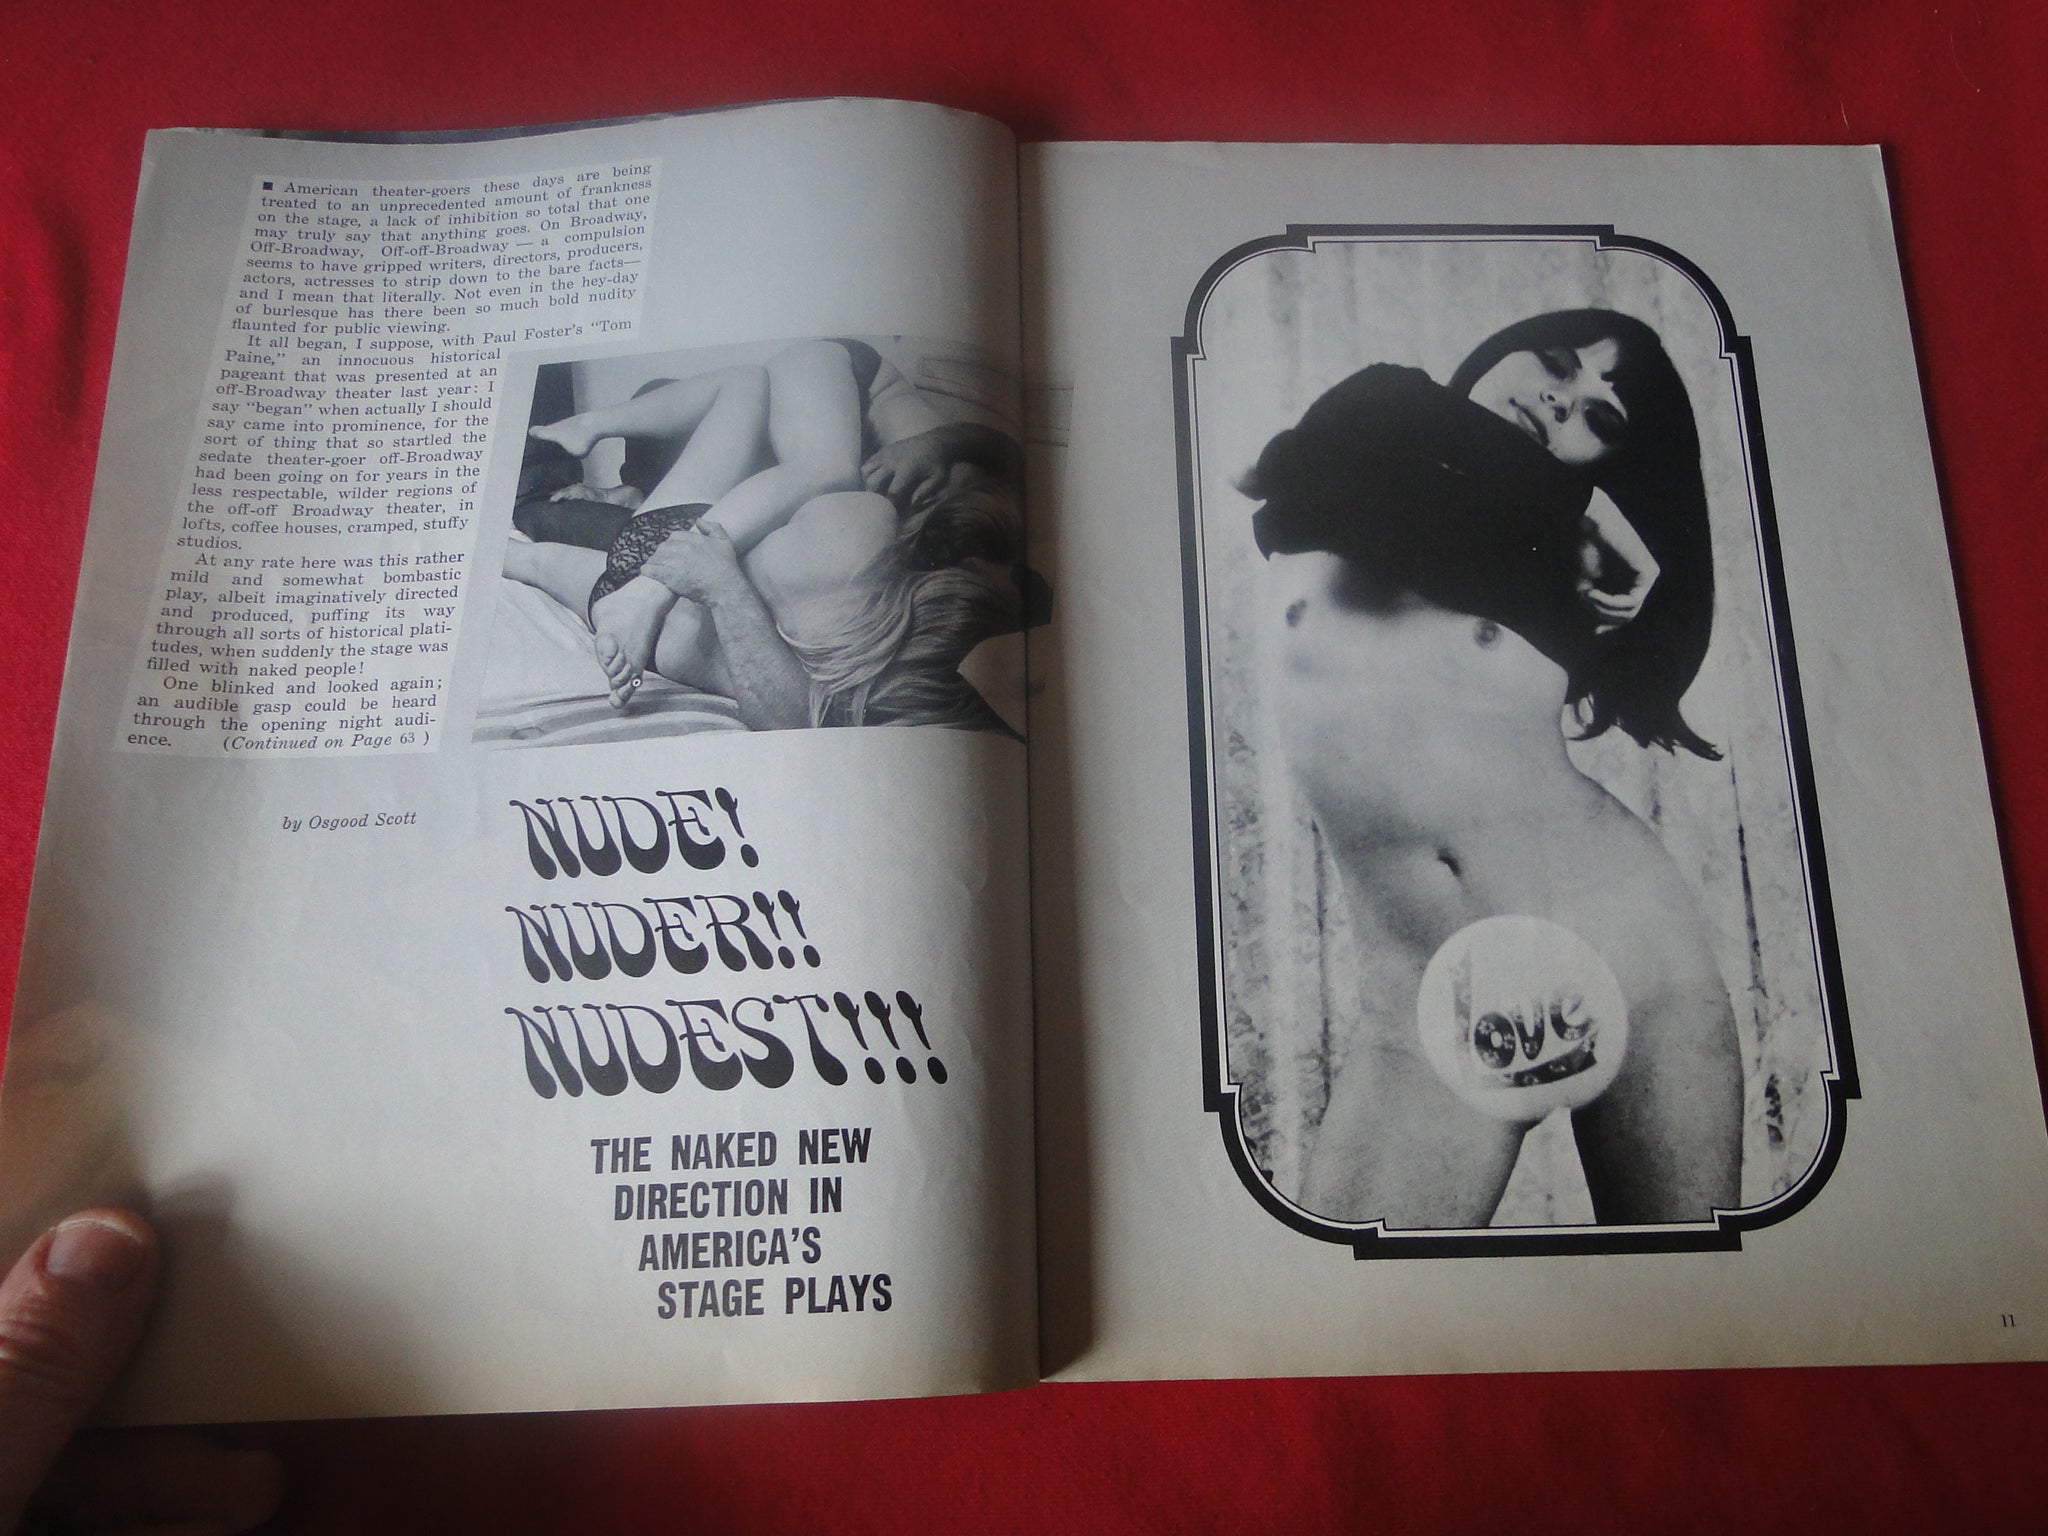 ■ American theater-goers these days are being
treated to an unprecedented amount of frankness
on the stage, a lack of inhibition so total that one
may truly say that anything goes. On Broadway,
Off-Broadway, Off-off-Broadway — a compulsion
seems to have gripped writers, directors, producers,
actors, actresses to strip down to the bare facts—
and I mean that literally. Not even in the hey-day
of burlesque has there been so much bold nudity
flaunted for public viewing.
It all began, I suppose, with Paul Foster's "Tom
Paine," an innocuous historical
pageant that was presented at an
off-Broadway theater last year: I
say "began" when actually I should
say came into prominence, for the
sort of thing that so startled the
sedate theater-goer off-Broadway
had been going on for years in the
less respectable, wilder regions of
the off-off Broadway theater, in
lofts, coffee houses, cramped, stuffy
studios.
At any rate here was this rather
mild and somewhat bombastic
play, albeit imaginatively directed
and produced, puffing its way
through all sorts of historical plati-
tudes, when suddenly the stage was
filled with naked people!
One blinked and looked again;
an audible gasp could be heard
through the opening night audi-
ence. (Continued on Page 63 )
by Osgood Scott
NUDE!
NUDER!!
NUDEST!!!
THE NAKED NEW
DIRECTION IN
AMERICA'S
STAGE PLAYS
Love
11